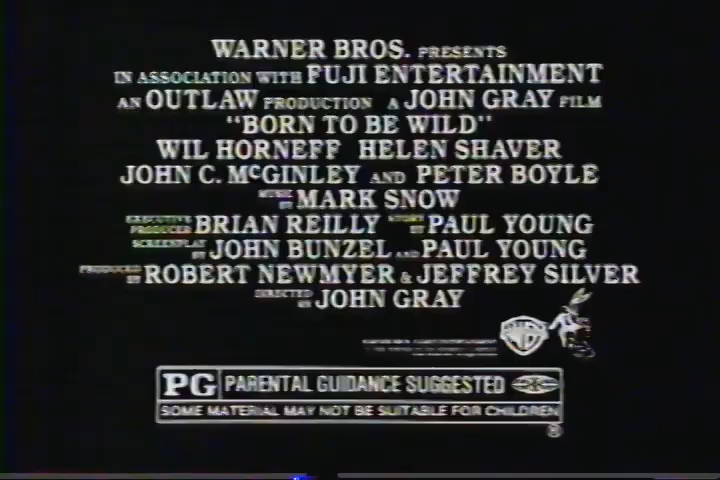 WARNER BROS. PRESENTS
IN ASSOCIATION WITH FUJI ENTERTAINMENT
AN OUTLAW PRODUCTION A JOHN GRAY FILM
"BORN TO BE WILD"
WIL HORNEFF HELEN SHAVER
JOHN C. McGINLEY AND PETER BOYLE
MUSIC BY MARK SNOW
EXECUTIVE PRODUCER BRIAN REILLY STORY BY PAUL YOUNG
SCREENPLAY BY JOHN BUNZEL AND PAUL YOUNG
PRODUCED BY ROBERT NEWMYER & JEFFREY SILVER
DIRECTED BY JOHN GRAY
WB
PG PARENTAL GUIDANCE SUGGESTED
SOME MATERIAL MAY NOT BE SUITABLE FOR CHILDREN
®